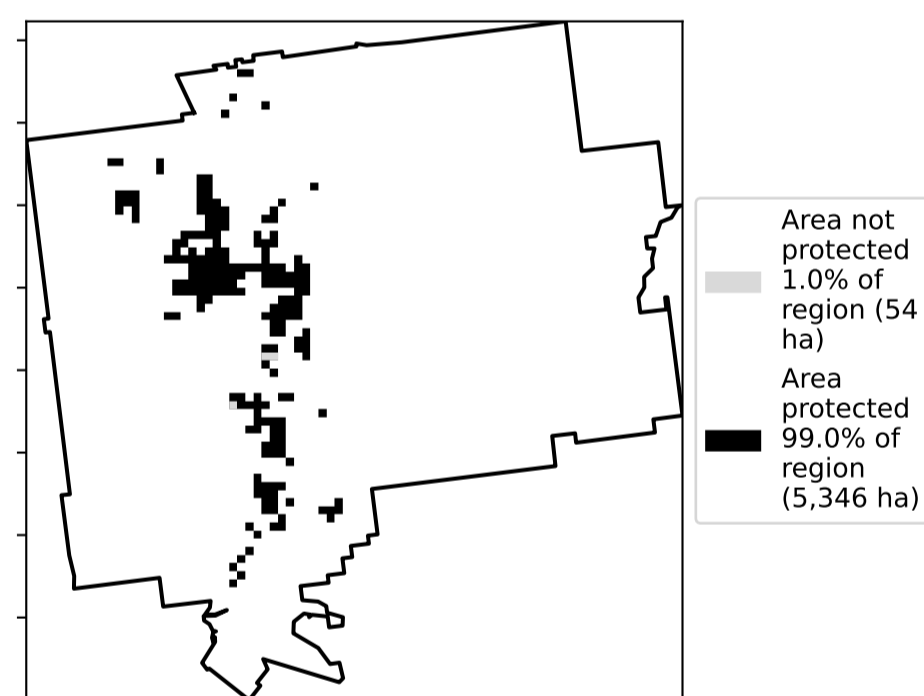 Area not
protected
1.0% of
region (54
ha)
Area
protected
99.0% of
region
(5,346 ha)